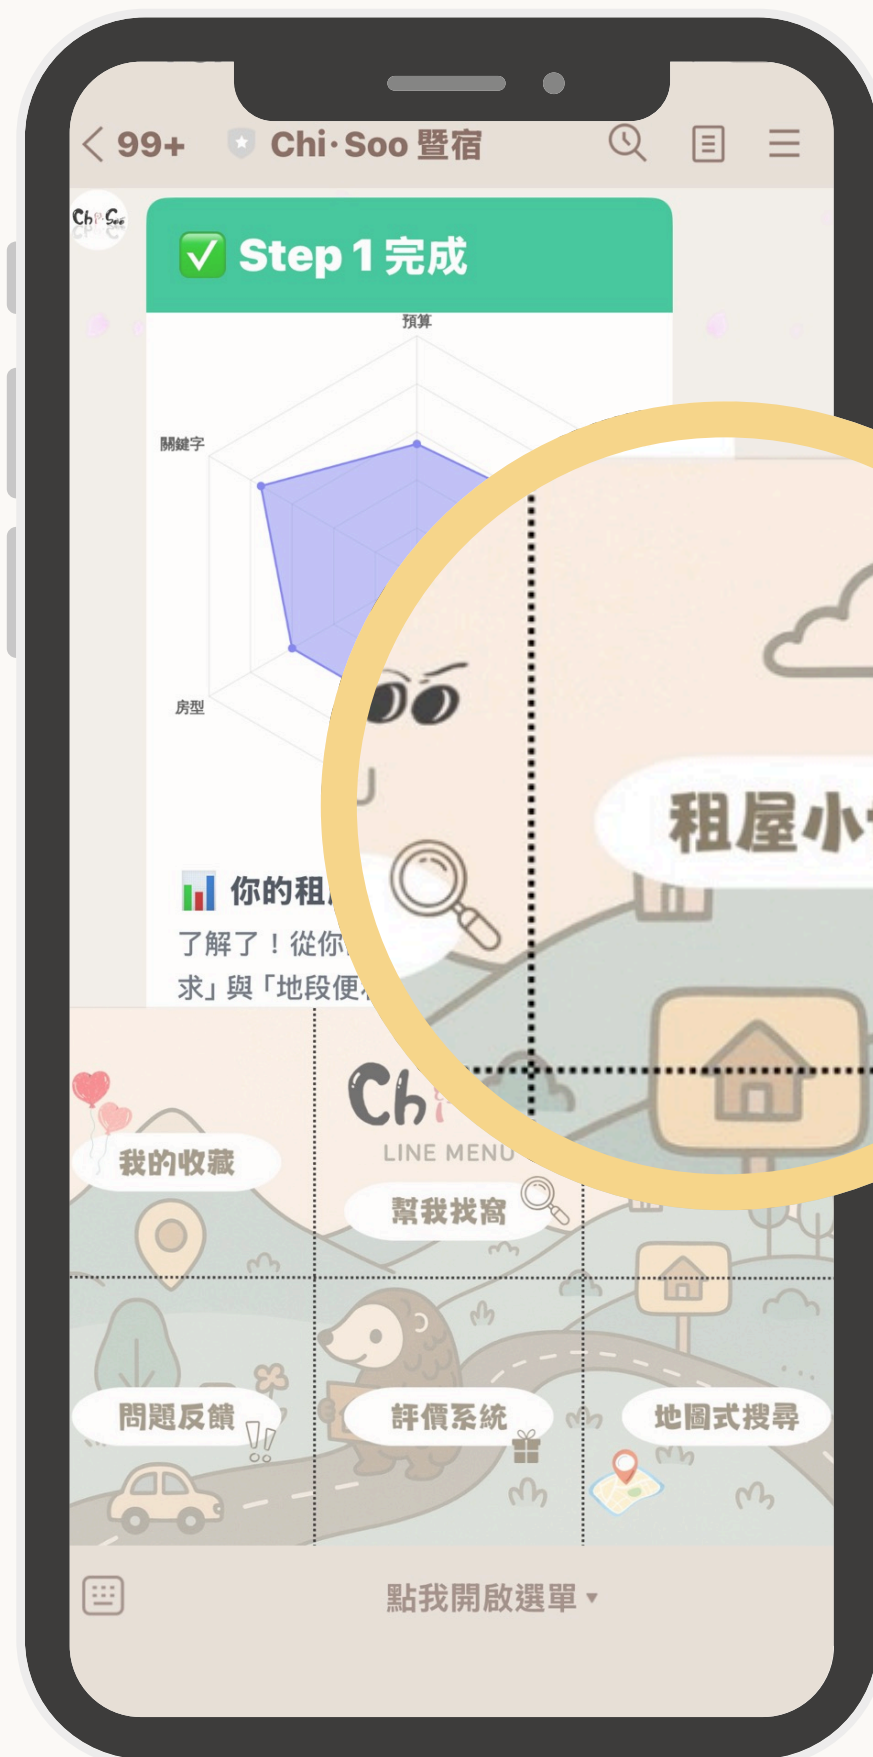 99+ Chi·Soo 暨宿
Chi Soo
Step 1 完成
預算
關鍵字
房型
你的租
了解了！從你
求」與「地段便
租屋小
Chi
LINE MENU
我的收藏
幫我找窩
問題反饋
評價系統
地圖式搜尋
點我開啟選單